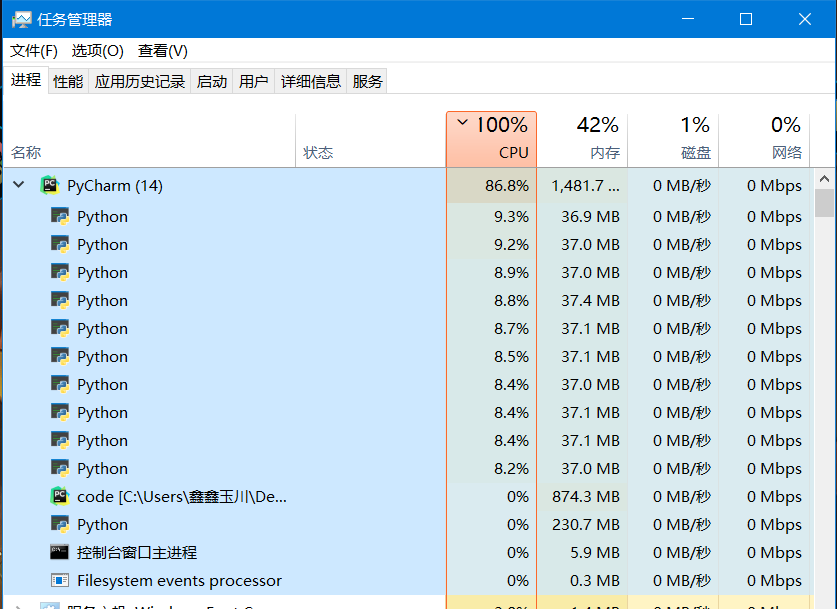 任务管理器
文件(F) 选项(O) 查看(V)
进程 性能 应用历史记录 启动 用户 详细信息 服务
100% 42% 1% 0%
名称 状态 CPU 内存 磁盘 网络
PyCharm (14) 86.8% 1,481.7 ... 0 MB/秒 0 Mbps
Python 9.3% 36.9 MB 0 MB/秒 0 Mbps
Python 9.2% 37.0 MB 0 MB/秒 0 Mbps
Python 8.9% 37.0 MB 0 MB/秒 0 Mbps
Python 8.8% 37.4 MB 0 MB/秒 0 Mbps
Python 8.7% 37.1 MB 0 MB/秒 0 Mbps
Python 8.5% 37.1 MB 0 MB/秒 0 Mbps
Python 8.4% 37.0 MB 0 MB/秒 0 Mbps
Python 8.4% 37.1 MB 0 MB/秒 0 Mbps
Python 8.4% 37.1 MB 0 MB/秒 0 Mbps
Python 8.2% 37.0 MB 0 MB/秒 0 Mbps
code [C:\Users\鑫鑫玉川\De... 0% 874.3 MB 0 MB/秒 0 Mbps
Python 0% 230.7 MB 0 MB/秒 0 Mbps
控制台窗口主进程 0% 5.9 MB 0 MB/秒 0 Mbps
Filesystem events processor 0% 0.3 MB 0 MB/秒 0 Mbps